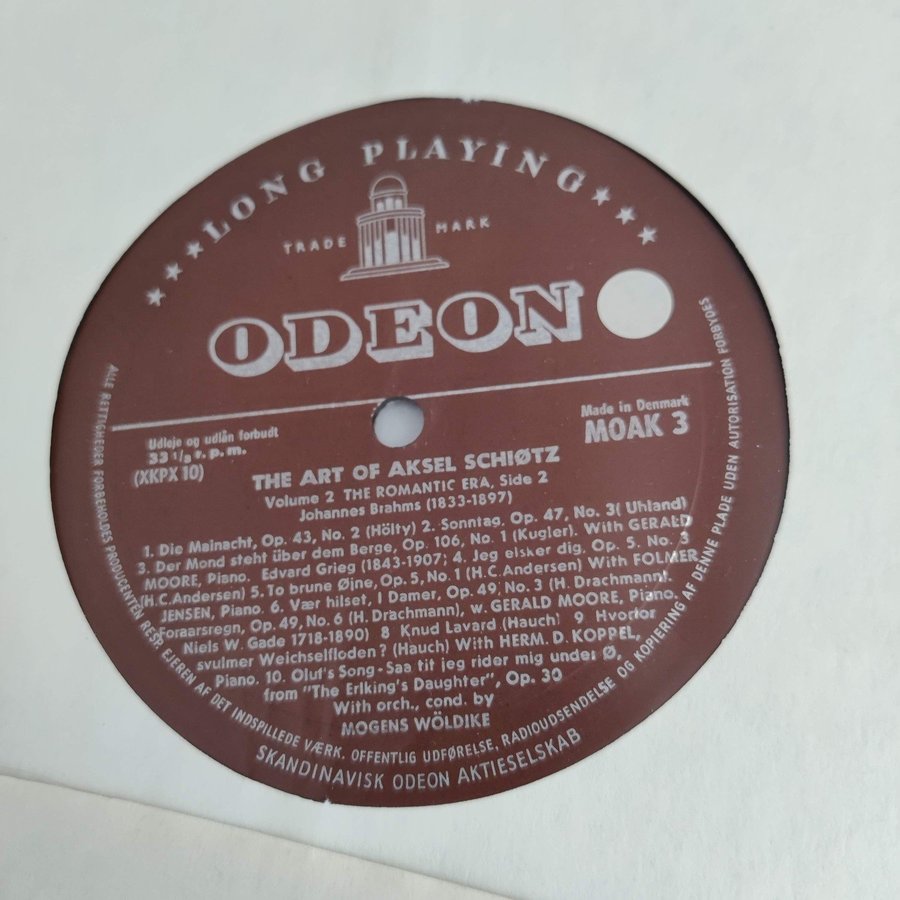 ★ ★ ★ LONG PLAYING ★ ★ ★
TRADE MARK
ODEON
Udleje og udlån forbudt
33 1/3 r. p. m.
(XKPX 10)
Made in Denmark
MOAK 3
THE ART OF AKSEL SCHIØTZ
Volume 2 THE ROMANTIC ERA, Side 2
Johannes Brahms (1833-1897)
1. Die Mainacht, Op. 43, No. 2 (Hölty) 2. Sonntag, Op. 47, No. 3( Uhland)
3. Der Mond steht über dem Berge, Op. 106, No. 1 (Kugler). With GERALD
MOORE, Piano. Edvard Grieg (1843-1907; 4. Jeg elsker dig, Op. 5. No. 3
(H.C.Andersen) 5. To brune Øine, Op. 5, No. 1 (H.C. Andersen) With FOLMER
JENSEN, Piano. 6. Vær hilset, I Damer, Op. 49, No. 3 (H. Drachmann).
Foraarsregn, Op. 49, No. 6 (H. Drachmann), w. GERALD MOORE, Piano.
Niels W. Gade 1718-1890) 8 Knud Lavard (Hauch) 9 Hvorfor
svulmer Weichselfloden? (Hauch) With HERM. D. KOPPEL,
Piano. 10. Oluf's Song - Saa tit jeg rider mig under Ø,
from "The Erlking's Daughter", Op. 30
With orch., cond. by
MOGENS WÖLDIKE
ALLE RETTIGHEDER FORBEHOLDES PRODUCENTEN RESP. EJEREN AF DET INDSPILLEDE VÆRK. OFFENTLIG UDFØRELSE, RADIOUDSENDELSE OG KOPIERING AF DENNE PLADE UDEN AUTORISATION FORBYDES
SKANDINAVISK ODEON AKTIESELSKAB